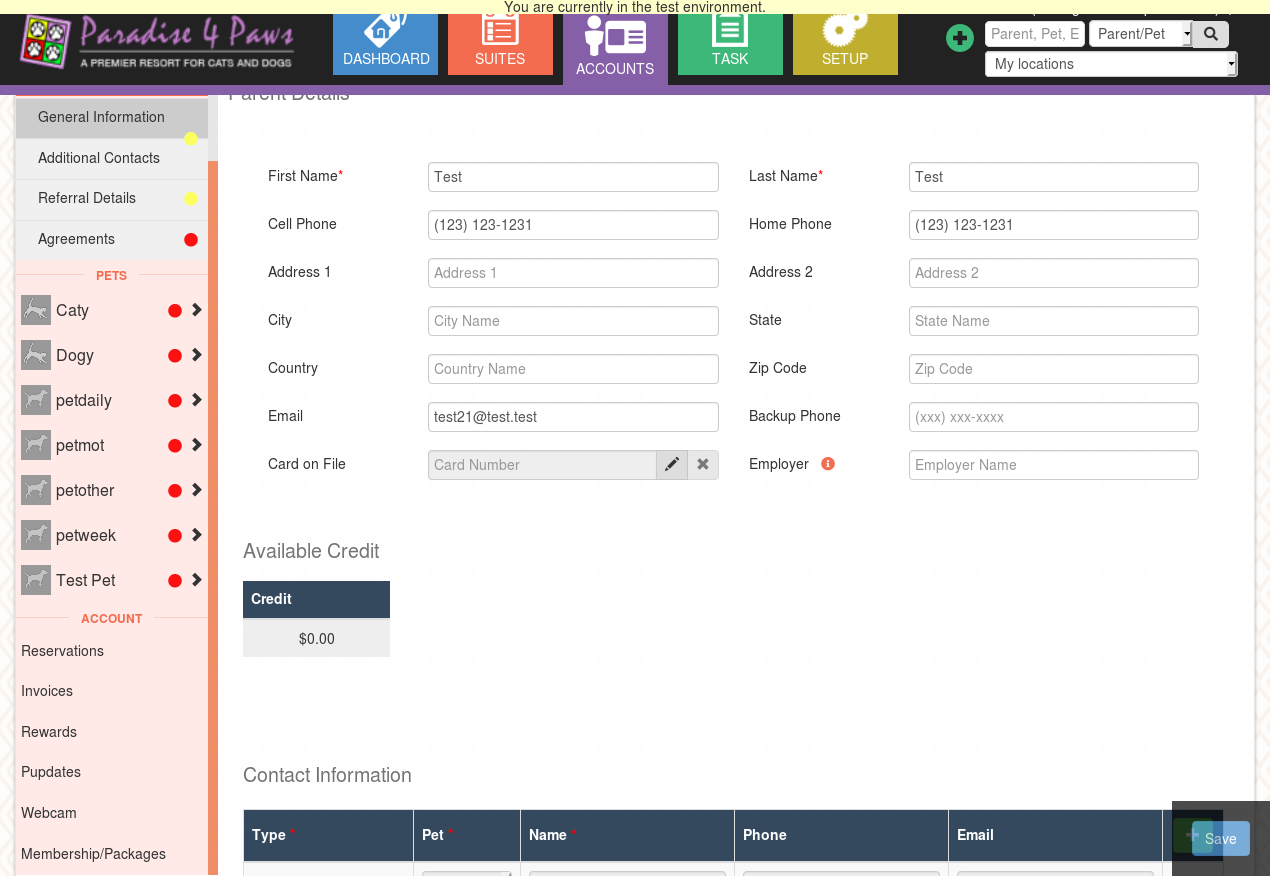 You are currently in the test environment.
Paradise 4 Paws
A PREMIER RESORT FOR CATS AND DOGS
DASHBOARD
SUITES
ACCOUNTS
TASK
SETUP
Parent, Pet, E
Parent/Pet
My locations
Parent Details
General Information
Additional Contacts
Referral Details
Agreements
PETS
Caty
Dogy
petdaily
petmot
petother
petweek
Test Pet
ACCOUNT
Reservations
Invoices
Rewards
Pupdates
Webcam
Membership/Packages
First Name* Test Last Name* Test
Cell Phone (123) 123-1231 Home Phone (123) 123-1231
Address 1 Address 1 Address 2 Address 2
City City Name State State Name
Country Country Name Zip Code Zip Code
Email test21@test.test Backup Phone (xxx) xxx-xxxx
Card on File Card Number Employer Employer Name
Available Credit
Credit
$0.00
Contact Information
Type * Pet * Name * Phone Email
Save